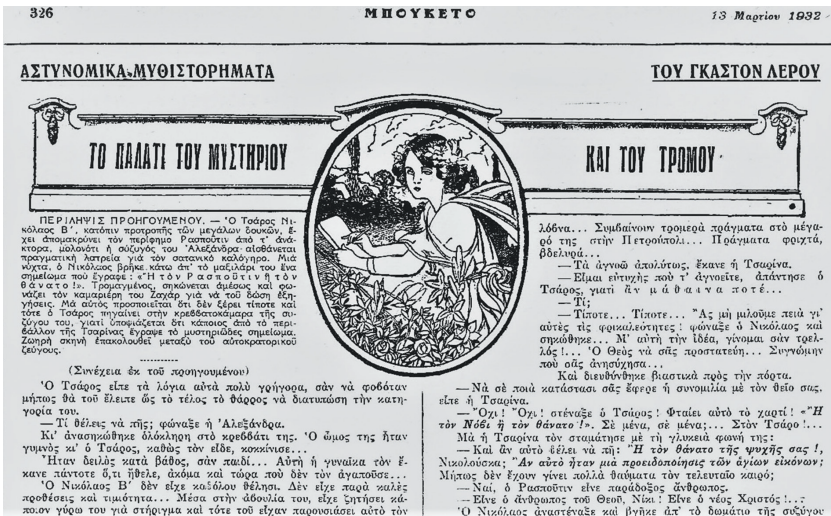 326
ΜΠΟΥΚΕΤΟ
13 Μαρτίου 1932
ΑΣΤΥΝΟΜΙΚΑ ΜΥΘΙΣΤΟΡΗΜΑΤΑ
ΤΟΥ ΓΚΑΣΤΟΝ ΛΕΡΟΥ
ΤΟ ΠΑΛΑΤΙ ΤΟΥ ΜΥΣΤΗΡΙΟΥ
ΚΑΙ ΤΟΥ ΤΡΟΜΟΥ
ΠΕΡΙΛΗΨΙΣ ΠΡΟΗΓΟΥΜΕΝΟΥ. — Ὁ Τσάρος Νι-
κόλαος Β΄, κατόπιν προτροπῆς τῶν μεγάλων δουκῶν, ἔ-
χει ἀπομακρύνει τὸν περίφημο Ρασπούτιν ἀπὸ τ' ἀνά-
κτορα, μολονότι ἡ σύζυγός του Ἀλεξάνδρα αἰσθάνεται
πραγματικὴ λατρεία γιὰ τὸν σατανικὸ καλόγηρο. Μιὰ
νύχτα, ὁ Νικόλαος βρῆκε κάτω ἀπ' τὸ μαξιλάρι του ἕνα
σημείωμα ποὺ ἔγραφε: «Ἢ τὸν Ρασπούτιν ἢ τὸν
θάνατο!». Τρομαγμένος, σηκώνεται ἀμέσως καὶ φω-
νάζει τὸν καμαριέρη του Ζαχὰρ γιὰ νὰ τοῦ δώση ἐξη-
γήσεις. Μὰ αὐτὸς προσποιεῖται ὅτι δὲν ξέρει τίποτε καὶ
τότε ὁ Τσάρος πηγαίνει στὴν κρεββατοκάμαρα τῆς συ-
ζύγου του, γιατὶ ὑποψιάζεται ὅτι κάποιος ἀπὸ τὸ περι-
βάλλον τῆς Τσαρίνας ἔγραψε τὸ μυστηριῶδες σημείωμα.
Ζωηρὴ σκηνὴ ἐπακολουθεῖ μεταξὺ τοῦ αὐτοκρατορικοῦ
ζεύγους.
(Συνέχεια ἐκ τοῦ προηγουμένου)
Ὁ Τσάρος εἶπε τὰ λόγια αὐτὰ πολὺ γρήγορα, σὰν νὰ φοβόταν
μήπως θὰ τοῦ ἔλειπε ὣς τὸ τέλος τὸ θάρρος νὰ διατυπώση τὴν κατη-
γορία του.
— Τί θέλεις νὰ πῆς; φώναξε ἡ Ἀλεξάνδρα.
Κι' ἀνασηκώθηκε ὁλόκληρη στὸ κρεββάτι της. Ὁ ὦμος της ἦταν
γυμνὸς κι' ὁ Τσάρος, καθὼς τὸν εἶδε, κοκκίνισε...
Ἦταν δειλὸς κατὰ βάθος, σὰν παιδί... Αὐτὴ ἡ γυναῖκα τὸν ἔ-
κανε πάντοτε ὅ,τι ἤθελε, ἀκόμα καὶ τώρα ποὺ δὲν τὸν ἀγαποῦσε...
Ὁ Νικόλαος Β΄ δὲν εἶχε καθόλου θέλησι. Δὲν εἶχε παρὰ καλὲς
προθέσεις καὶ τιμιότητα... Μέσα στὴν ἀβουλία του, εἶχε ζητήσει κά-
ποιον γύρω του γιὰ στήριγμα καὶ τότε τοῦ εἶχαν παρουσιάσει αὐτὸ τὸν
λόβνα... Συμβαίνουν τρομερὰ πράγματα στὸ μέγα-
ρό της στὴν Πετρούπολι... Πράγματα φριχτά,
βδελυρά...
— Τὰ ἀγνοῶ ἀπολύτως, ἔκανε ἡ Τσαρίνα.
— Εἶμαι εὐτυχὴς ποὺ τ' ἀγνοεῖτε, ἀπάντησε ὁ
Τσάρος, γιατὶ ἂν μάθαινα ποτέ...
— Τί;
— Τίποτε... Τίποτε... Ἂς μὴ μιλοῦμε πειὰ γι'
αὐτὲς τὶς φρικαλεότητες! φώναξε ὁ Νικόλαος καὶ
σηκώθηκε... Μ' αὐτὴ τὴν ἰδέα, γίνομαι σὰν τρελ-
λός!... Ὁ Θεὸς νὰ σᾶς προστατεύη... Συγνώμην
ποὺ σᾶς ἀνησύχησα...
Καὶ διευθύνθηκε βιαστικὰ πρὸς τὴν πόρτα.
— Νὰ σὲ ποιὰ κατάστασι σᾶς ἔφερε ἡ συνομιλία μὲ τὸν θεῖο σας,
εἶπε ἡ Τσαρίνα.
— Ὄχι! Ὄχι! στέναξε ὁ Τσάρος! Φταίει αὐτὸ τὸ χαρτί! «Ἢ
τὸν Νόβι ἢ τὸν θάνατο!». Σὲ μένα, σὲ μένα;... Στὸν Τσάρο!...
Μὰ ἡ Τσαρίνα τὸν σταμάτησε μὲ τὴ γλυκειὰ φωνή της:
— Καὶ ἂν αὐτὸ θέλει νὰ πῆ: Ἢ τὸν θάνατο τῆς ψυχῆς σας!,
Νικολούσκα; Ἂν αὐτὸ ἦταν μιὰ προειδοποίησις τῶν ἁγίων εἰκόνων;
Μήπως δὲν ἔχουν γίνει πολλὰ θαύματα τὸν τελευταῖο καιρό;
— Ναί, ὁ Ρασπούτιν εἶνε παράδοξος ἄνθρωπος.
— Εἶνε ὁ ἄνθρωπος τοῦ Θεοῦ, Νίκι! Εἶνε ὁ νέος Χριστός!...
Ὁ Νικόλαος ἀναστέναξε καὶ βγῆκε ἀπ' τὸ δωμάτιο τῆς συζύγου